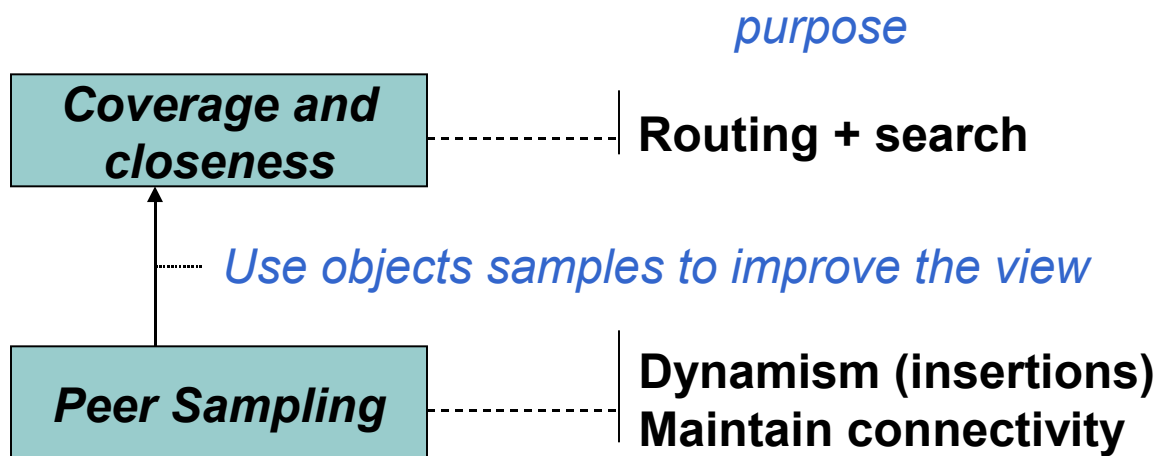 purpose
Coverage and
closeness
Routing + search
Use objects samples to improve the view
Peer Sampling
Dynamism (insertions)
Maintain connectivity